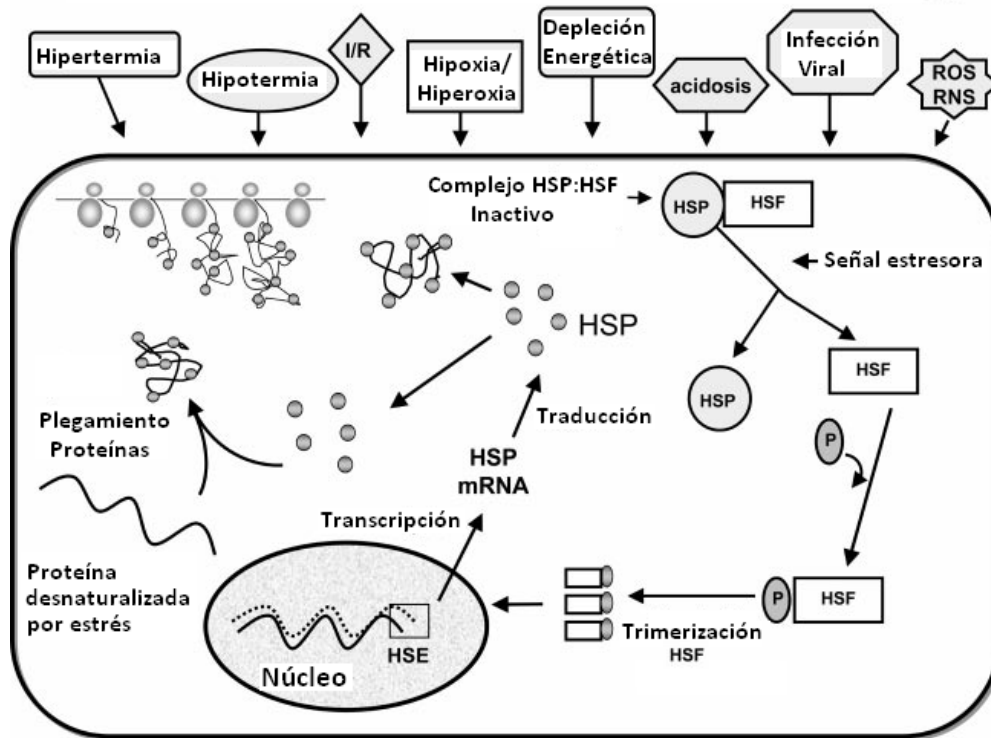 Hipertermia
Hipotermia
I/R
Hipoxia/
Hiperoxia
Depleción
Energética
acidosis
Infección
Viral
ROS
RNS
Complejo HSP:HSF
Inactivo
HSP
HSF
Señal estresora
HSP
HSP
HSF
Plegamiento
Proteínas
Traducción
P
HSP
mRNA
Transcripción
Proteína
desnaturalizada
por estrés
P
HSF
Trimerización
HSF
HSE
Núcleo